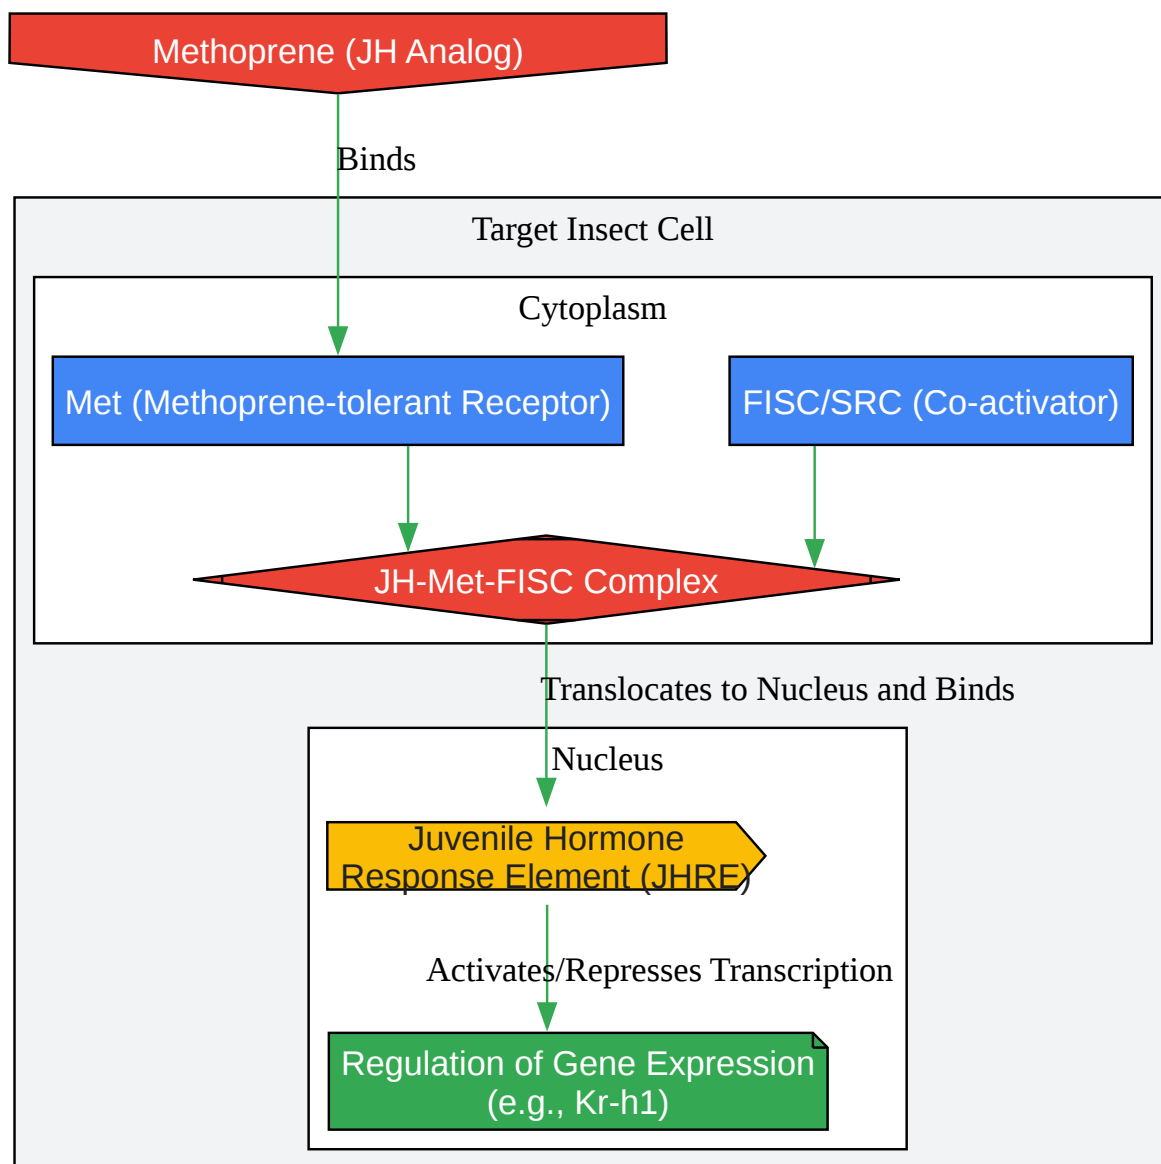 Methoprene (JH Analog)
Binds
Target Insect Cell
Cytoplasm
Met (Methoprene-tolerant Receptor)
FISC/SRC (Co-activator)
JH-Met-FISC Complex
Translocates to Nucleus and Binds
Nucleus
Juvenile Hormone
Response Element (JHRE)
Activates/Represses Transcription
Regulation of Gene Expression
(e.g., Kr-h1)